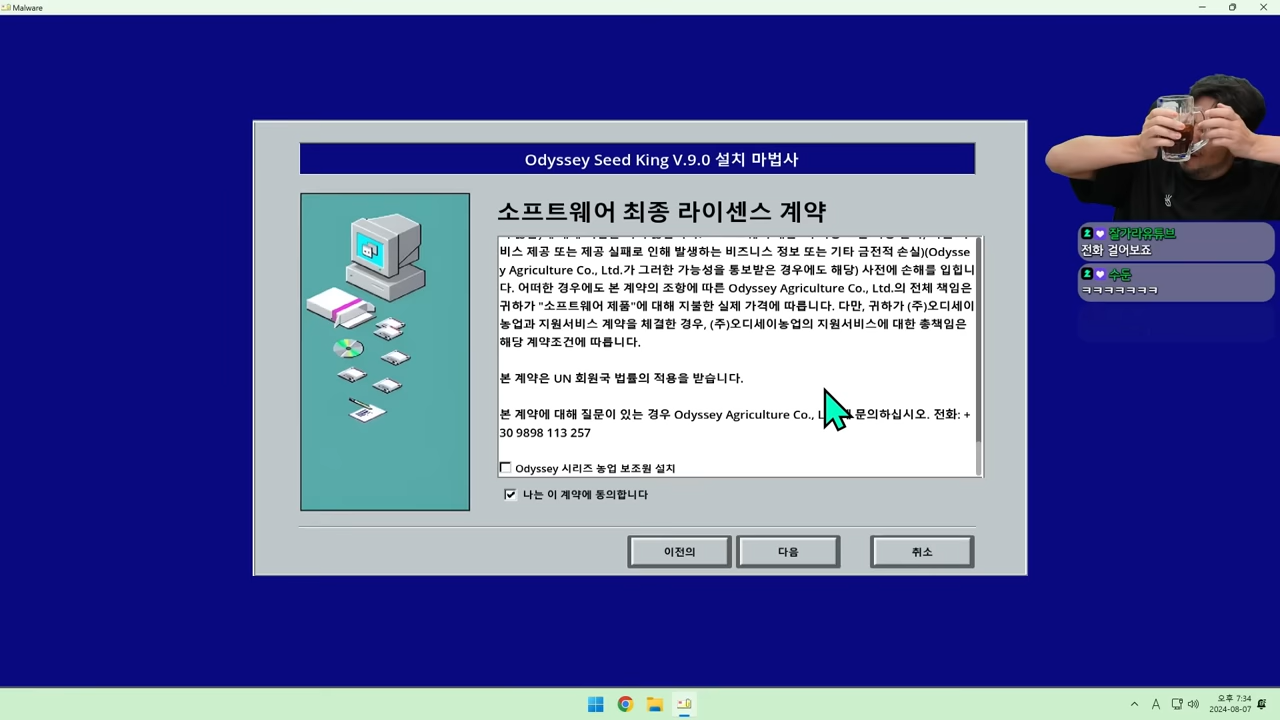 Malware
Odyssey Seed King V.9.0 설치 마법사
소프트웨어 최종 라이센스 계약
비스 제공 또는 제공 실패로 인해 발생하는 비즈니스 정보 또는 기타 금전적 손실)(Odysse
y Agriculture Co., Ltd.가 그러한 가능성을 통보받은 경우에도 해당) 사전에 손해를 입힙니
다. 어떠한 경우에도 본 계약의 조항에 따른 Odyssey Agriculture Co., Ltd.의 전체 책임은
귀하가 "소프트웨어 제품"에 대해 지불한 실제 가격에 따릅니다. 다만, 귀하가 (주)오디세이
농업과 지원서비스 계약을 체결한 경우, (주)오디세이농업의 지원서비스에 대한 총책임은
해당 계약조건에 따릅니다.
본 계약은 UN 회원국 법률의 적용을 받습니다.
본 계약에 대해 질문이 있는 경우 Odyssey Agriculture Co., 문의하십시오. 전화: +
30 9898 113 257
Odyssey 시리즈 농업 보조원 설치
나는 이 계약에 동의합니다
이전의
다음
취소
잘가라유튜브
전화 걸어보죠
수돈
ㅋㅋㅋㅋㅋㅋㅋ
A
오후 7:34
2024-08-07